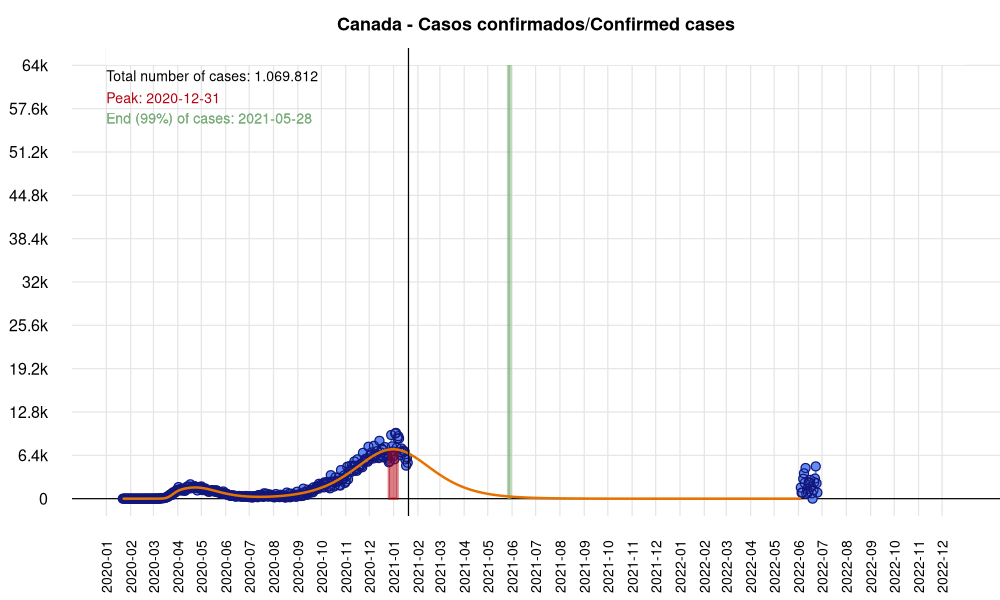 Canada - Casos confirmados/Confirmed cases
Total number of cases: 1.069.812
Peak: 2020-12-31
End (99%) of cases: 2021-05-28
64k
57.6k
51.2k
44.8k
38.4k
32k
25.6k
19.2k
12.8k
6.4k
0
2020-01
2020-02
2020-03
2020-04
2020-05
2020-06
2020-07
2020-08
2020-09
2020-10
2020-11
2020-12
2021-01
2021-02
2021-03
2021-04
2021-05
2021-06
2021-07
2021-08
2021-09
2021-10
2021-11
2021-12
2022-01
2022-02
2022-03
2022-04
2022-05
2022-06
2022-07
2022-08
2022-09
2022-10
2022-11
2022-12